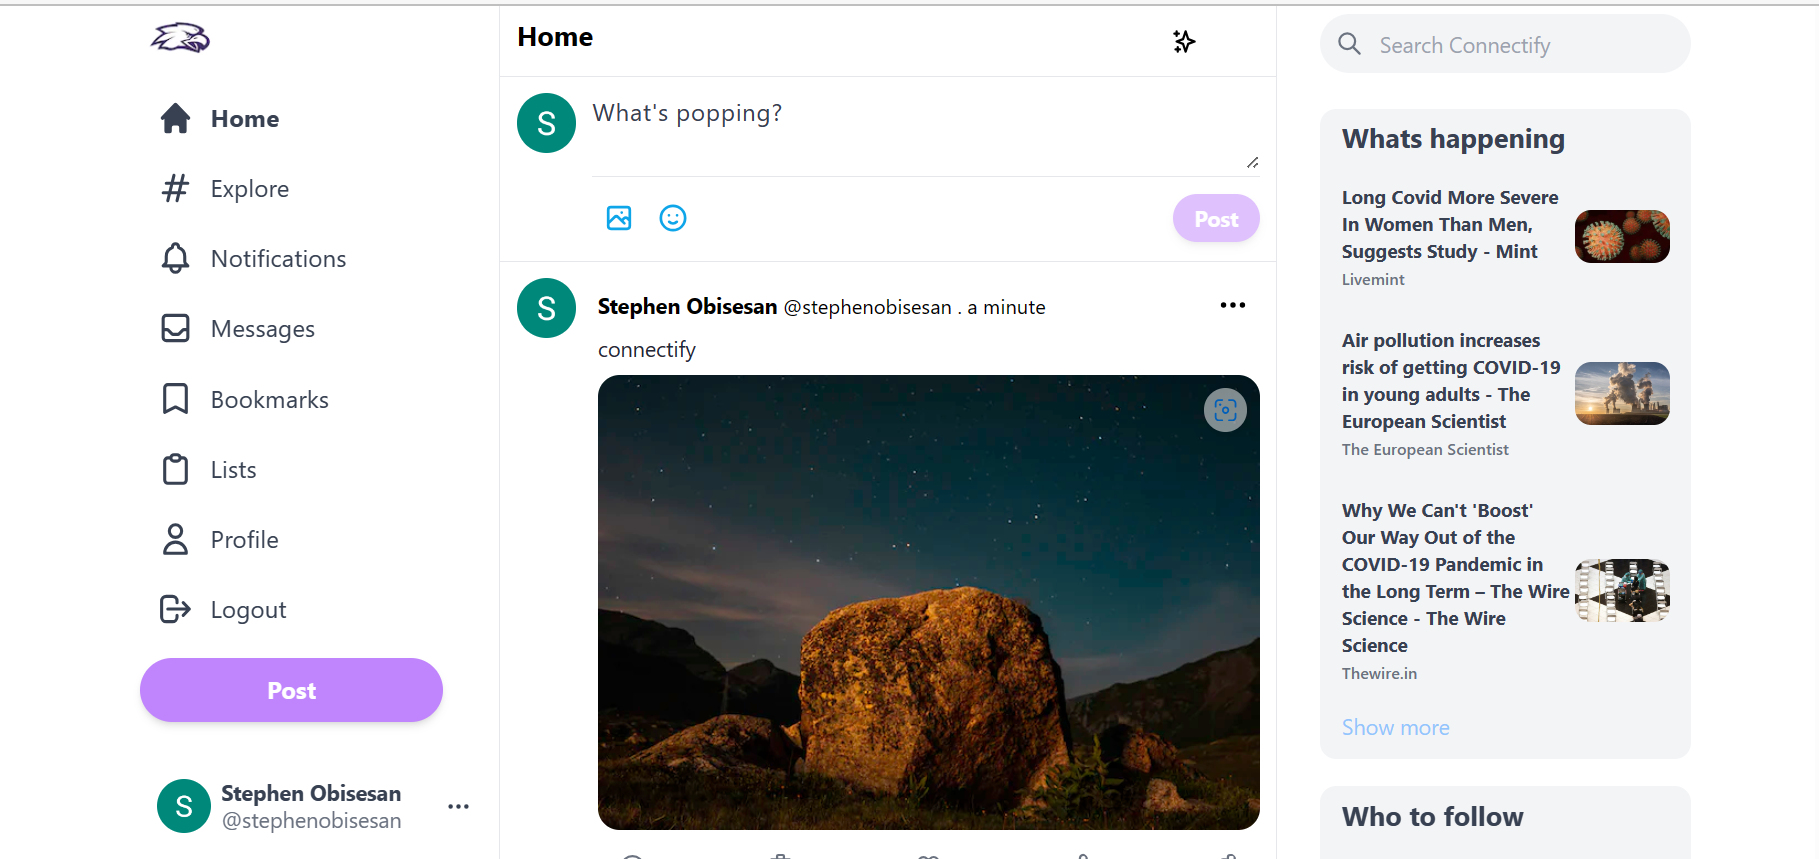 Home
Explore
Notifications
Messages
Bookmarks
Lists
Profile
Logout
Post
S
Stephen Obisesan
@stephenobisesan
Home
S
What's popping?
Post
S
Stephen Obisesan @stephenobisesan . a minute
connectify
Search Connectify
Whats happening
Long Covid More Severe
In Women Than Men,
Suggests Study - Mint
Livemint
Air pollution increases
risk of getting COVID-19
in young adults - The
European Scientist
The European Scientist
Why We Can't 'Boost'
Our Way Out of the
COVID-19 Pandemic in
the Long Term – The Wire
Science - The Wire
Science
Thewire.in
Show more
Who to follow